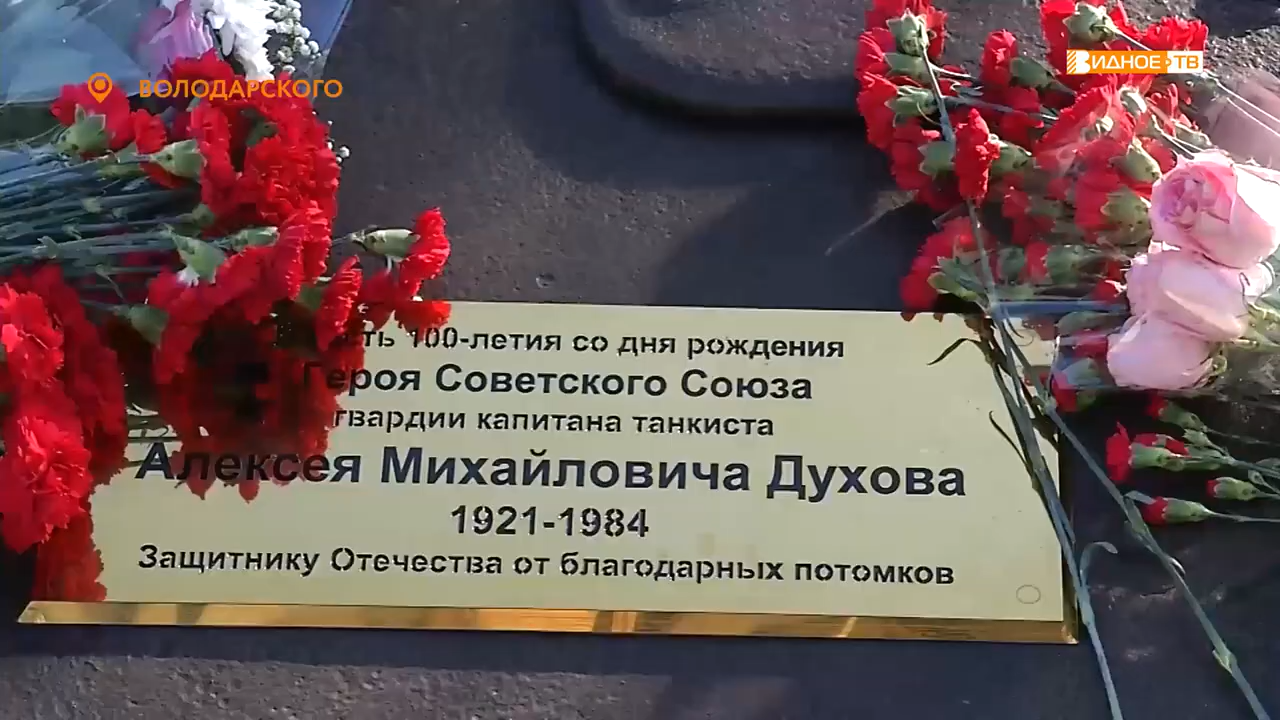 ВОЛОДАРСКОГО
ВИДНОЕ ТВ
100-летия со дня рождения
Героя Советского Союза
гвардии капитана танкиста
Алексея Михайловича Духова
1921-1984
Защитнику Отечества от благодарных потомков